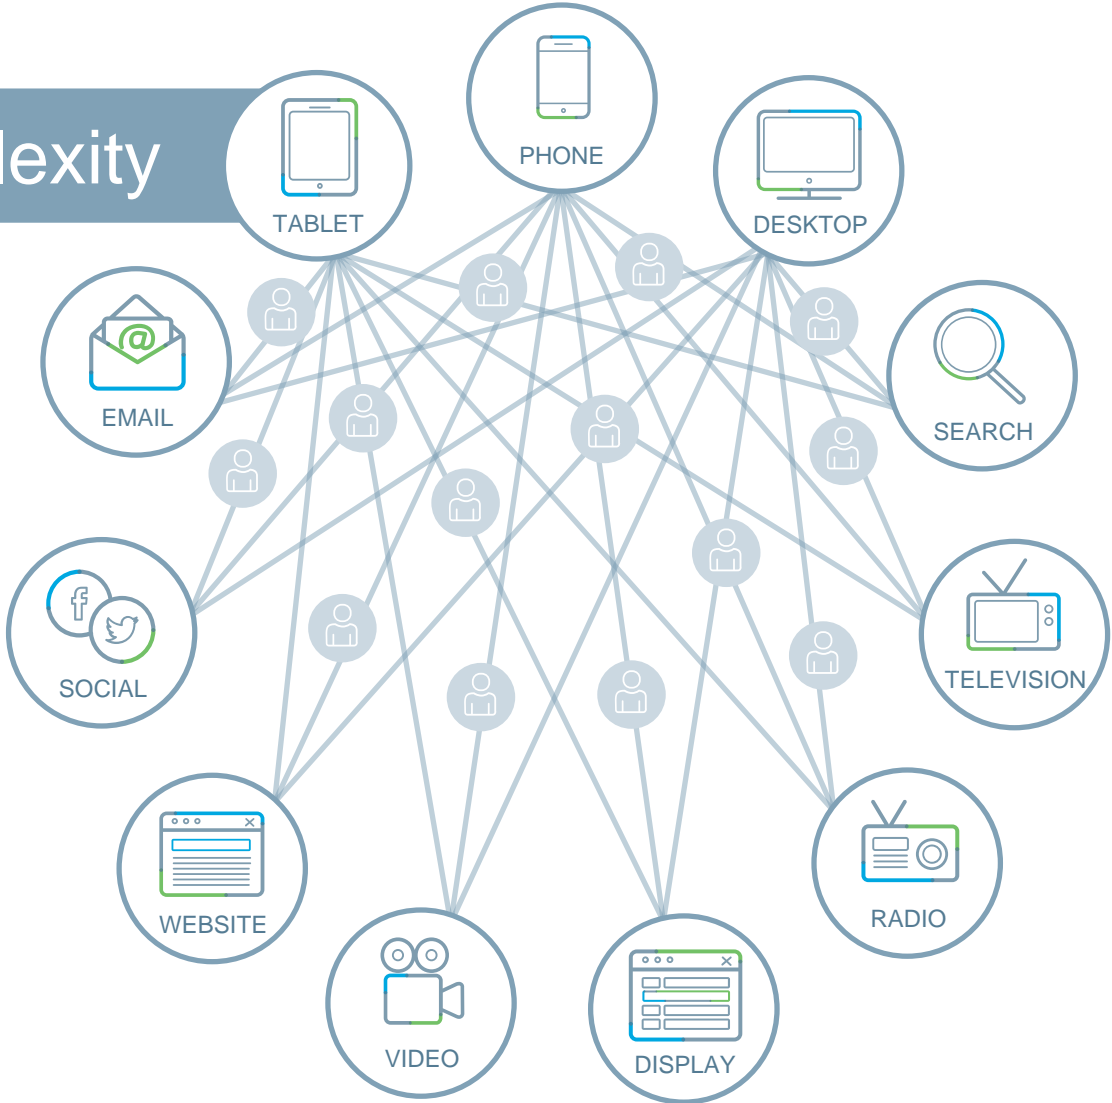 lexity
PHONE
TABLET
DESKTOP
@
EMAIL
SEARCH
f
SOCIAL
TELEVISION
WEBSITE
RADIO
VIDEO
DISPLAY